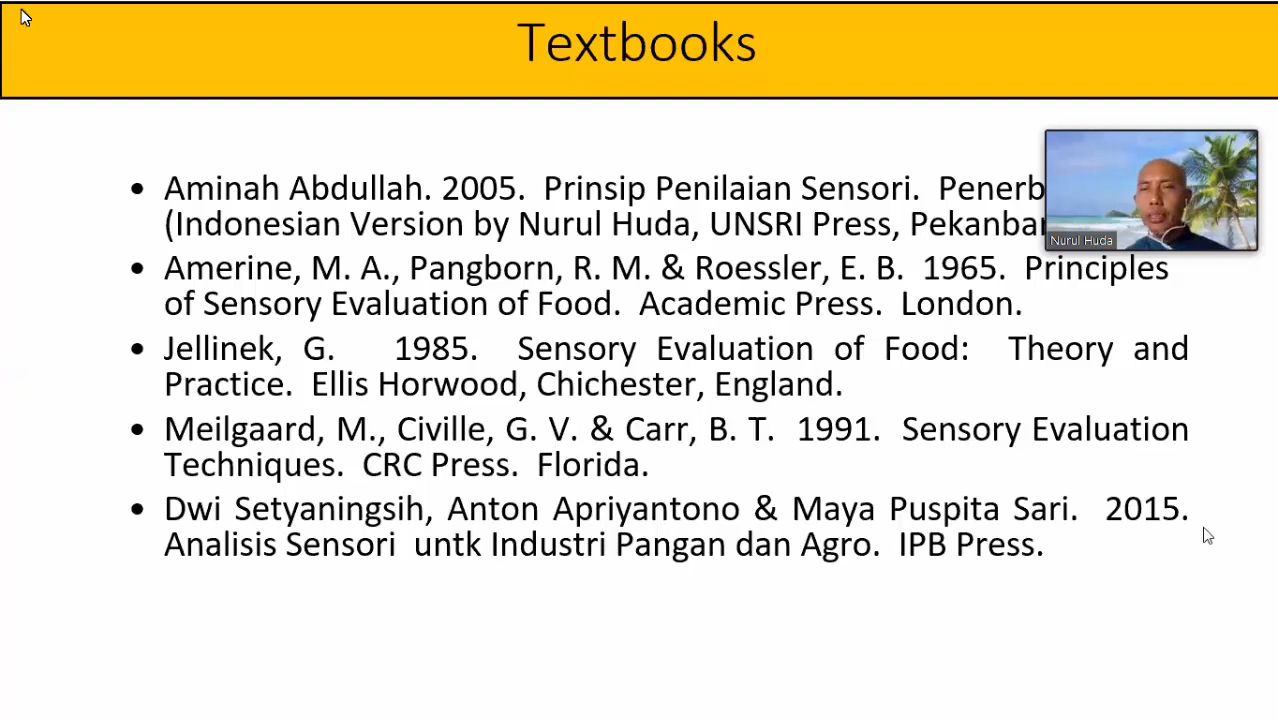 Textbooks
• Aminah Abdullah. 2005. Prinsip Penilaian Sensori.
(Indonesian Version by Nurul Huda, UNSRI Press,
Nurul Huda
• Amerine, M. A., Pangborn, R. M. & Roessler, E. B. 1965. Principles
of Sensory Evaluation of Food. Academic Press. London.
• Jellinek, G. 1985. Sensory Evaluation of Food: Theory and
Practice. Ellis Horwood, Chichester, England.
• Meilgaard, M., Civille, G. V. & Carr, B. T. 1991. Sensory Evaluation
Techniques. CRC Press. Florida.
• Dwi Setyaningsih, Anton Apriyantono & Maya Puspita Sari. 2015.
Analisis Sensori untk Industri Pangan dan Agro. IPB Press.